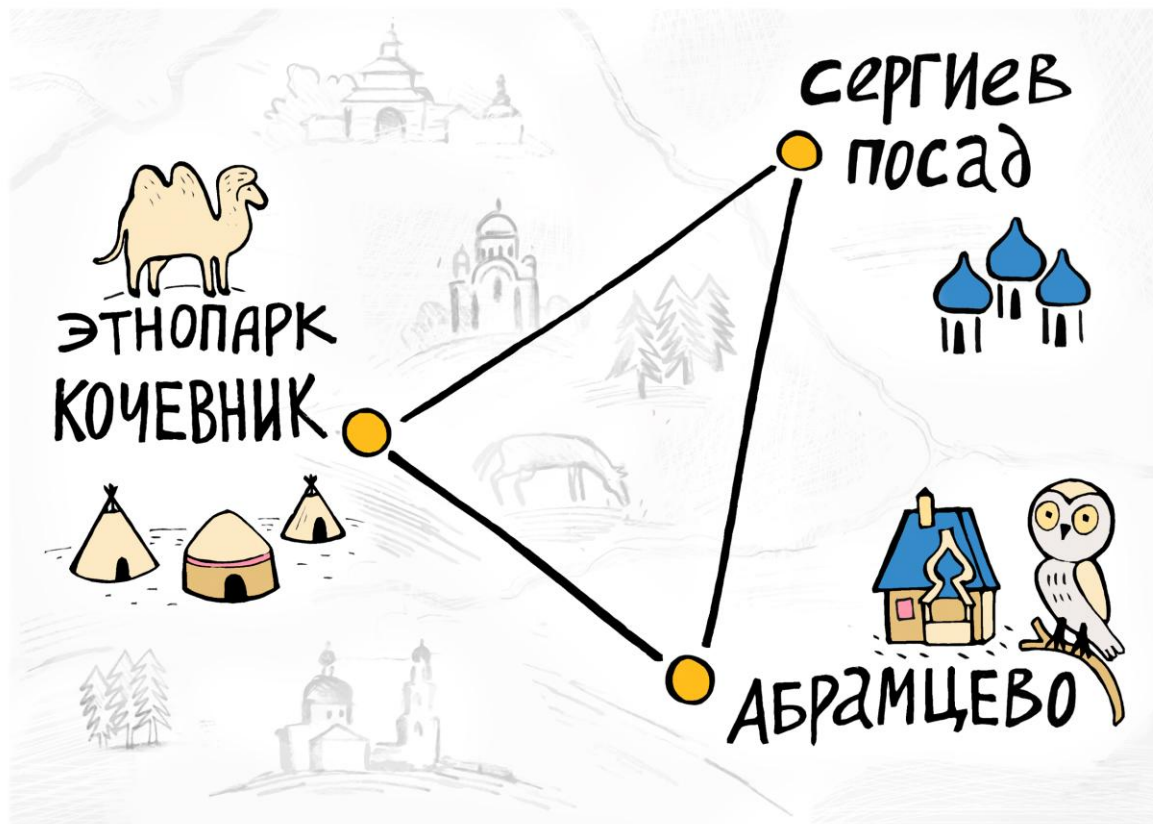 сергиев
посад
этнопарк
кочевник
Абрамцево